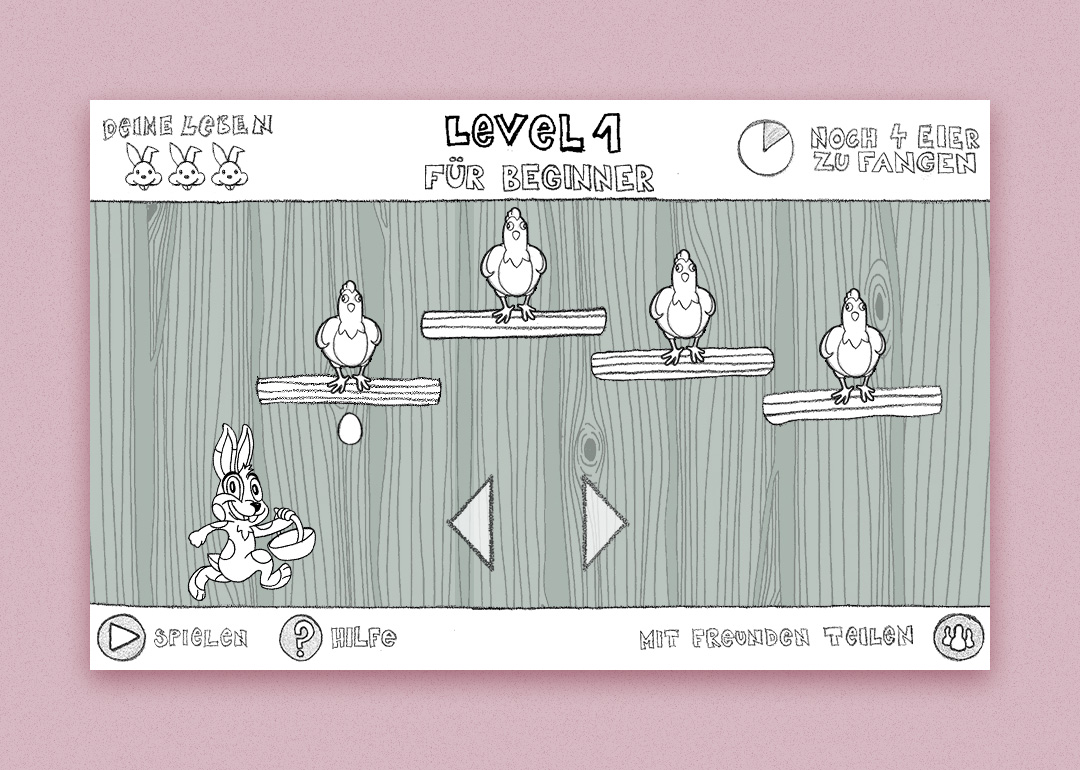 DEINE LEBEN
LEVEL 1
FÜR BEGINNER
NOCH 4 EIER
ZU FANGEN
SPIELEN
? HILFE
MIT FREUNDEN TEILEN